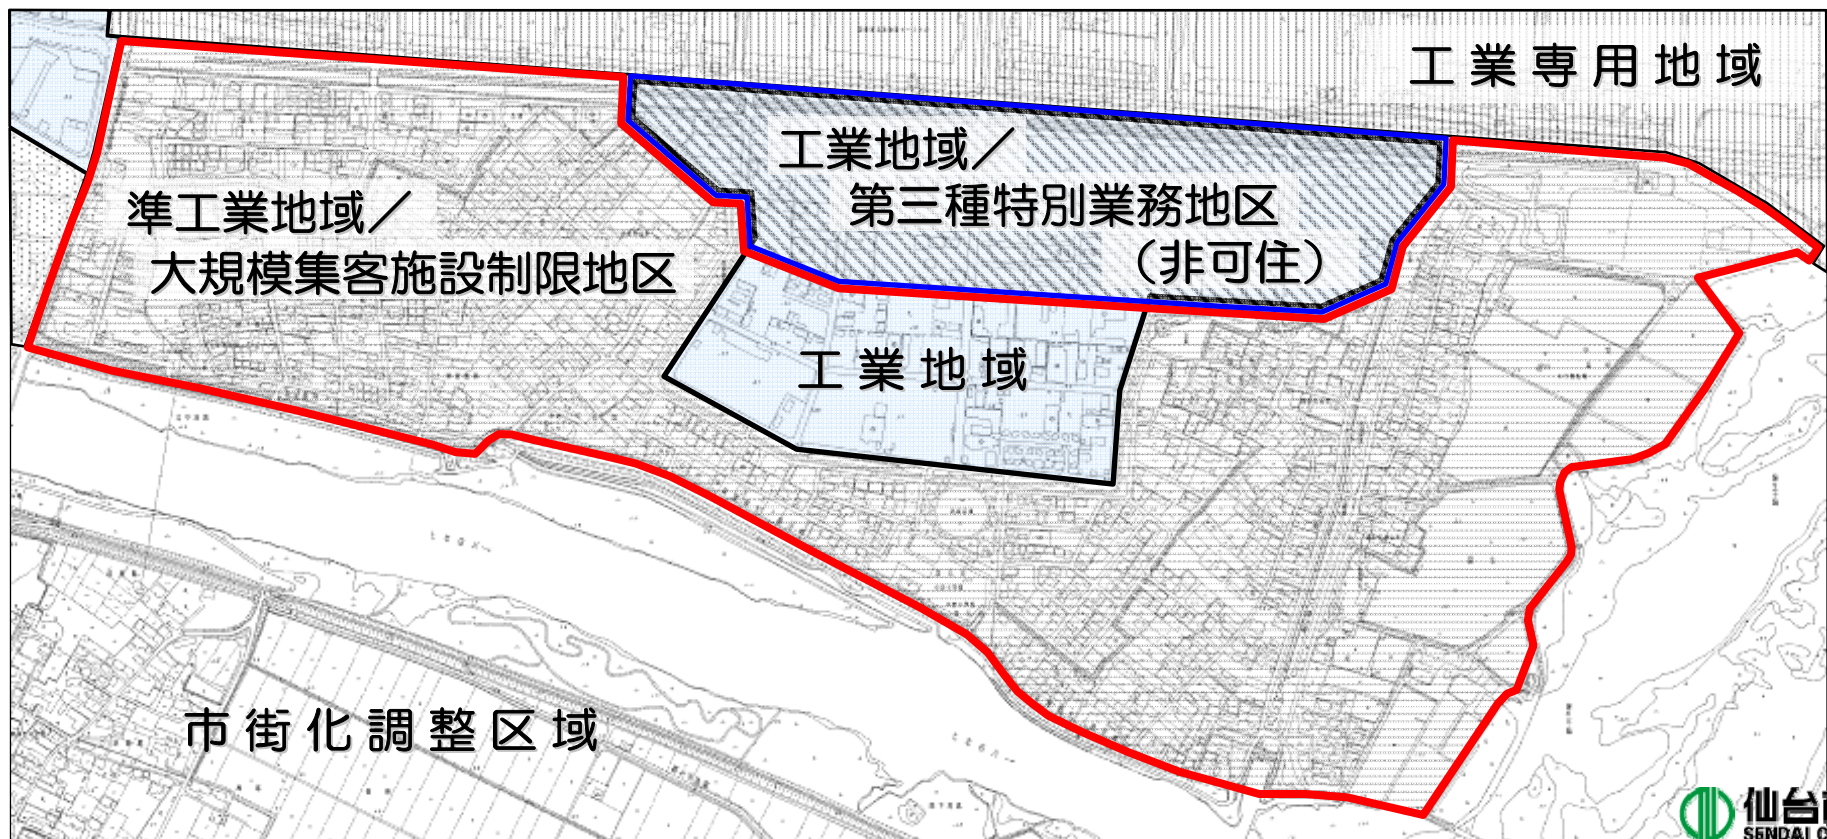 工業専用地域
工業地域／
第三種特別業務地区
（非可住）
準工業地域／
大規模集客施設制限地区
工業地域
市街化調整区域
仙台
SENDAI